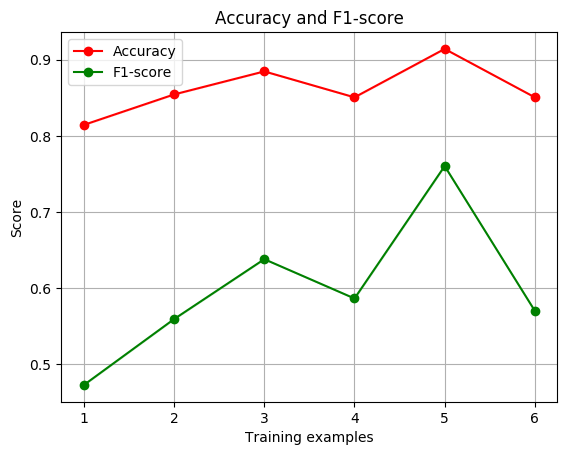 Accuracy and F1-score
Accuracy
F1-score
0.9
0.8
0.7
0.6
0.5
Score
1 2 3 4 5 6
Training examples